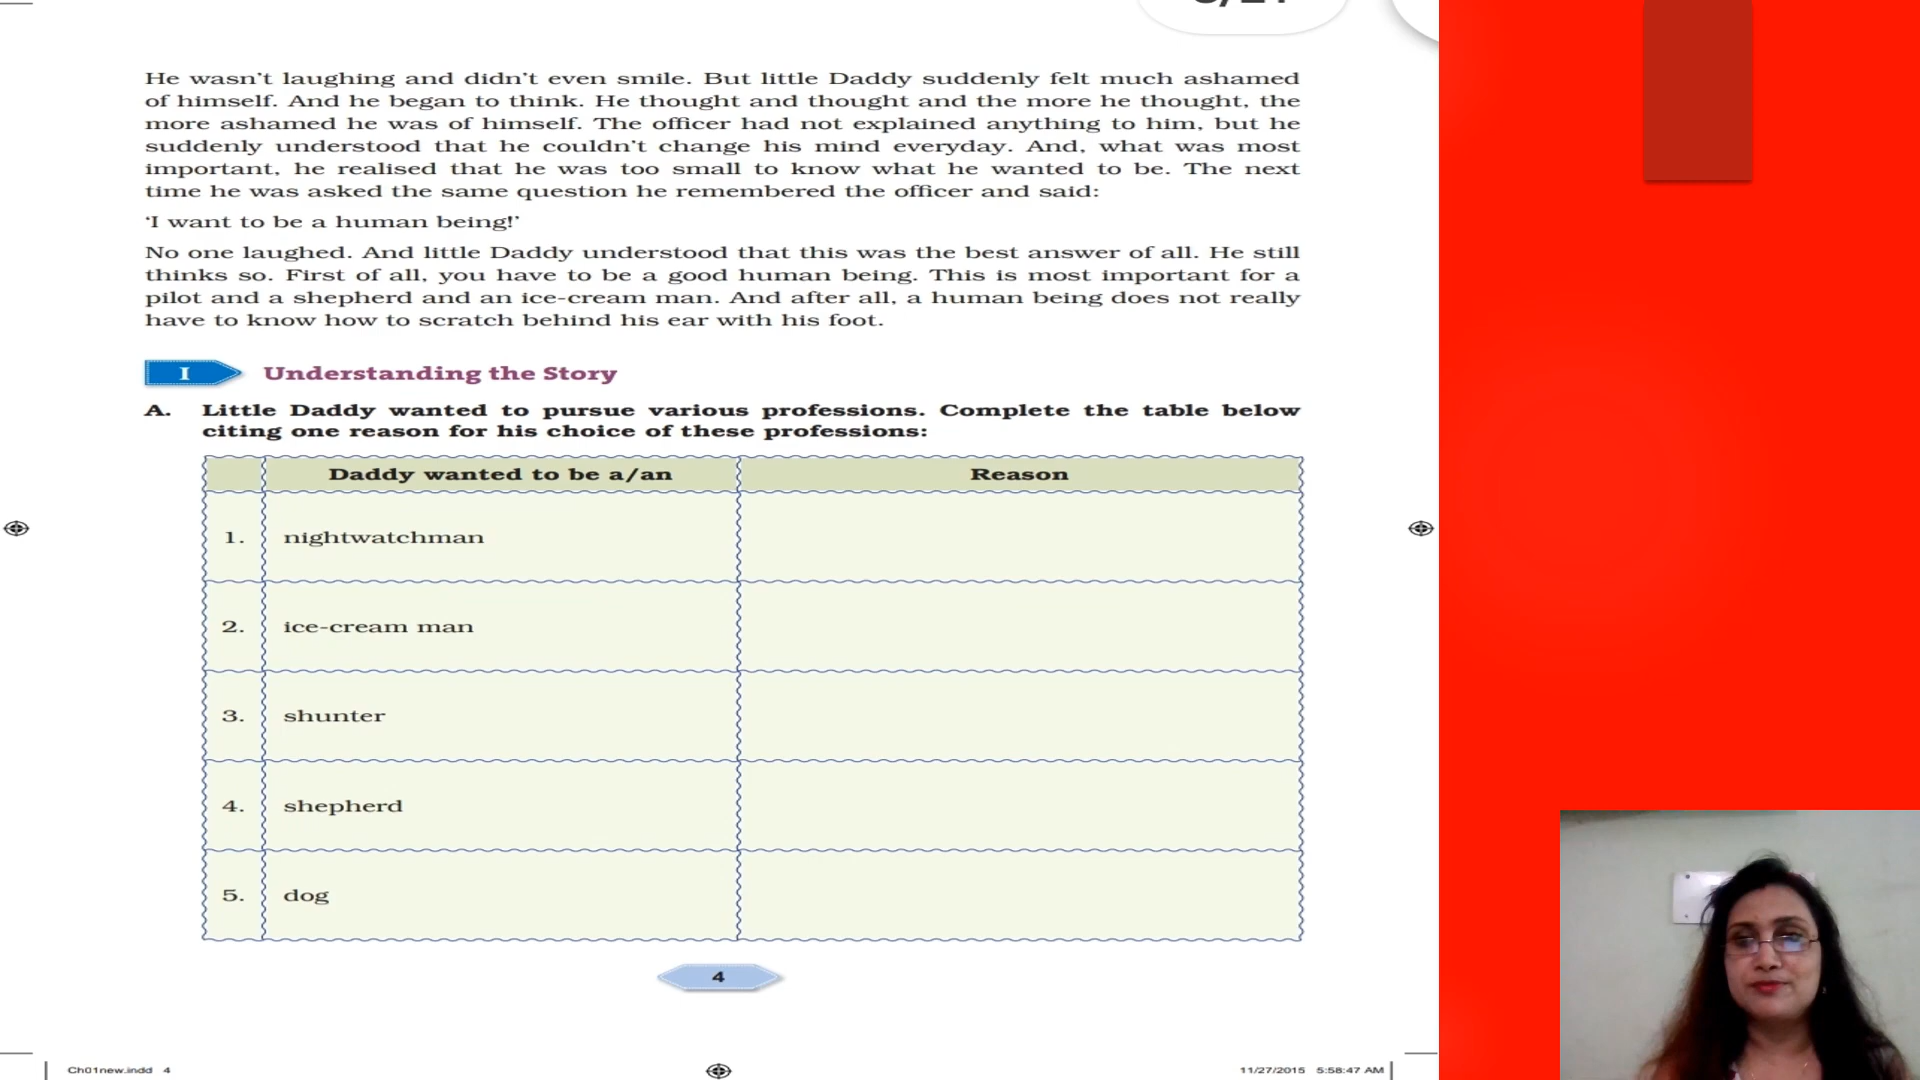 He wasn't laughing and didn't even smile. But little Daddy suddenly felt much ashamed
of himself. And he began to think. He thought and thought and the more he thought, the
more ashamed he was of himself. The officer had not explained anything to him, but he
suddenly understood that he couldn't change his mind everyday. And, what was most
important, he realised that he was too small to know what he wanted to be. The next
time he was asked the same question he remembered the officer and said:
‘I want to be a human being!’
No one laughed. And little Daddy understood that this was the best answer of all. He still
thinks so. First of all, you have to be a good human being. This is most important for a
pilot and a shepherd and an ice-cream man. And after all, a human being does not really
have to know how to scratch behind his ear with his foot.
I Understanding the Story
A. Little Daddy wanted to pursue various professions. Complete the table below
citing one reason for his choice of these professions:
Daddy wanted to be a/an Reason
1. nightwatchman
2. ice-cream man
3. shunter
4. shepherd
5. dog
4
Ch01new.indd 4 11/27/2015 5:58:47 AM